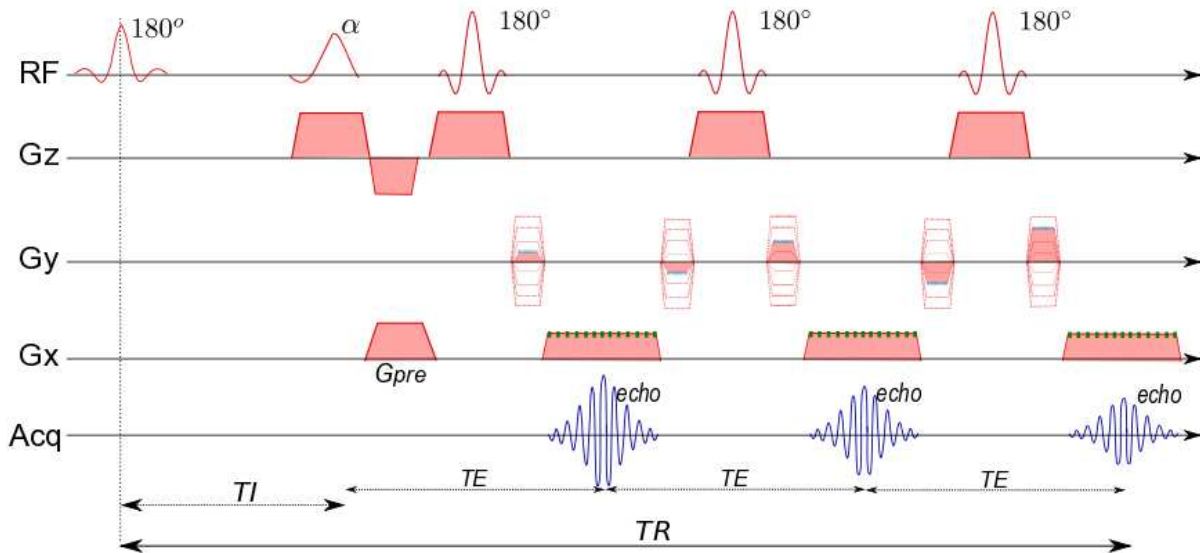 180° α 180° 180° 180°
RF
Gz
Gy
Gx
Gpre
echo echo echo
Acq
TI TE TE TE
TR